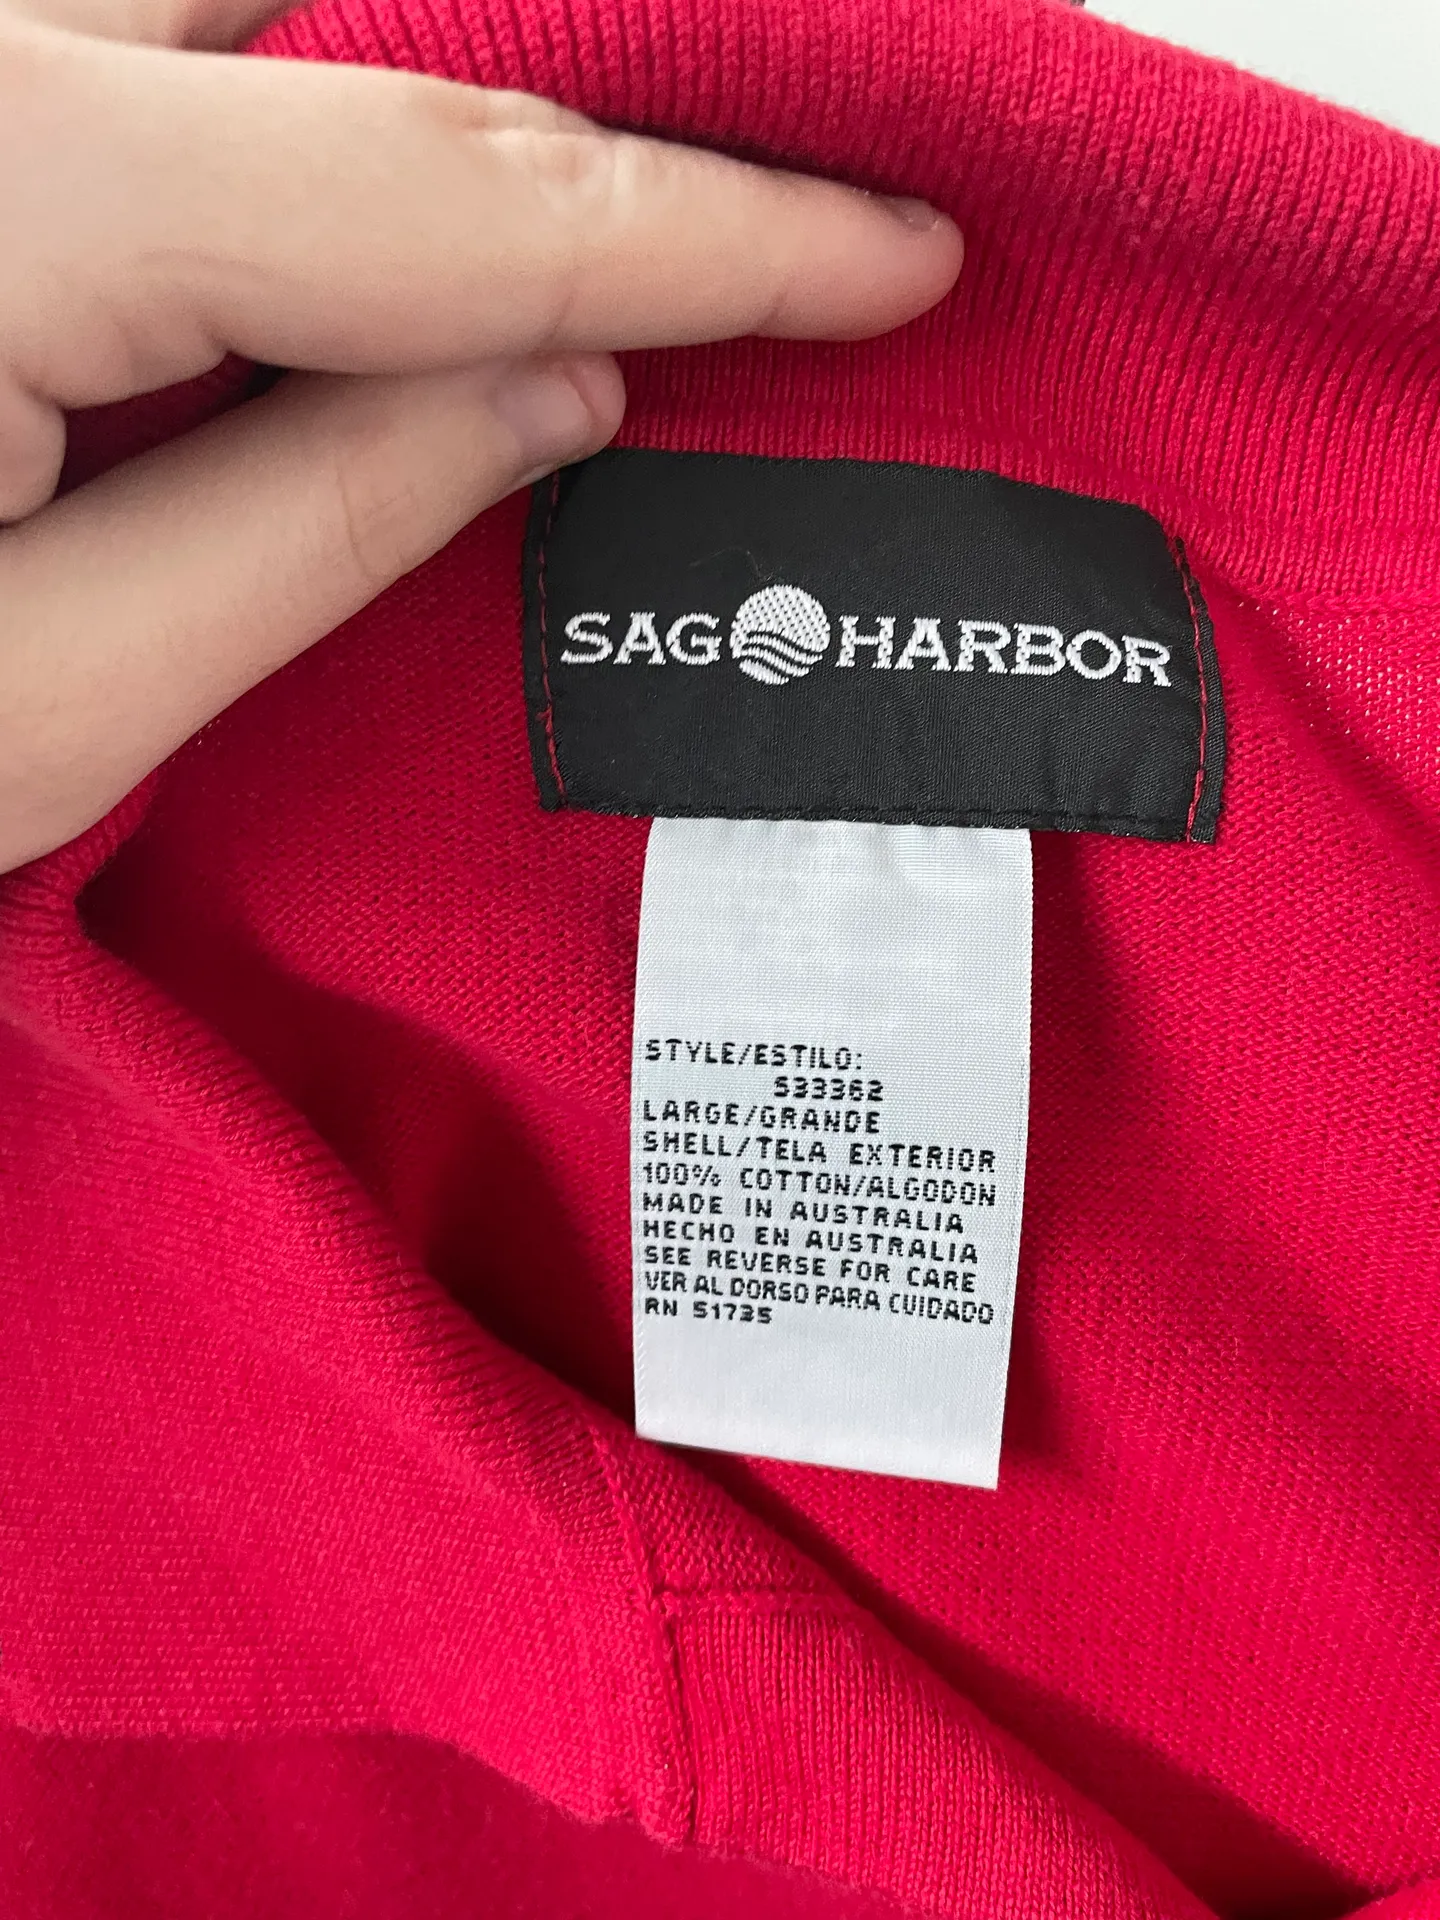 SAG HARBOR
STYLE/ESTILO:
533362
LARGE/GRANDE
SHELL/TELA EXTERIOR
100% COTTON/ALGODON
MADE IN AUSTRALIA
HECHO EN AUSTRALIA
SEE REVERSE FOR CARE
VER AL DORSO PARA CUIDADO
RN 51735